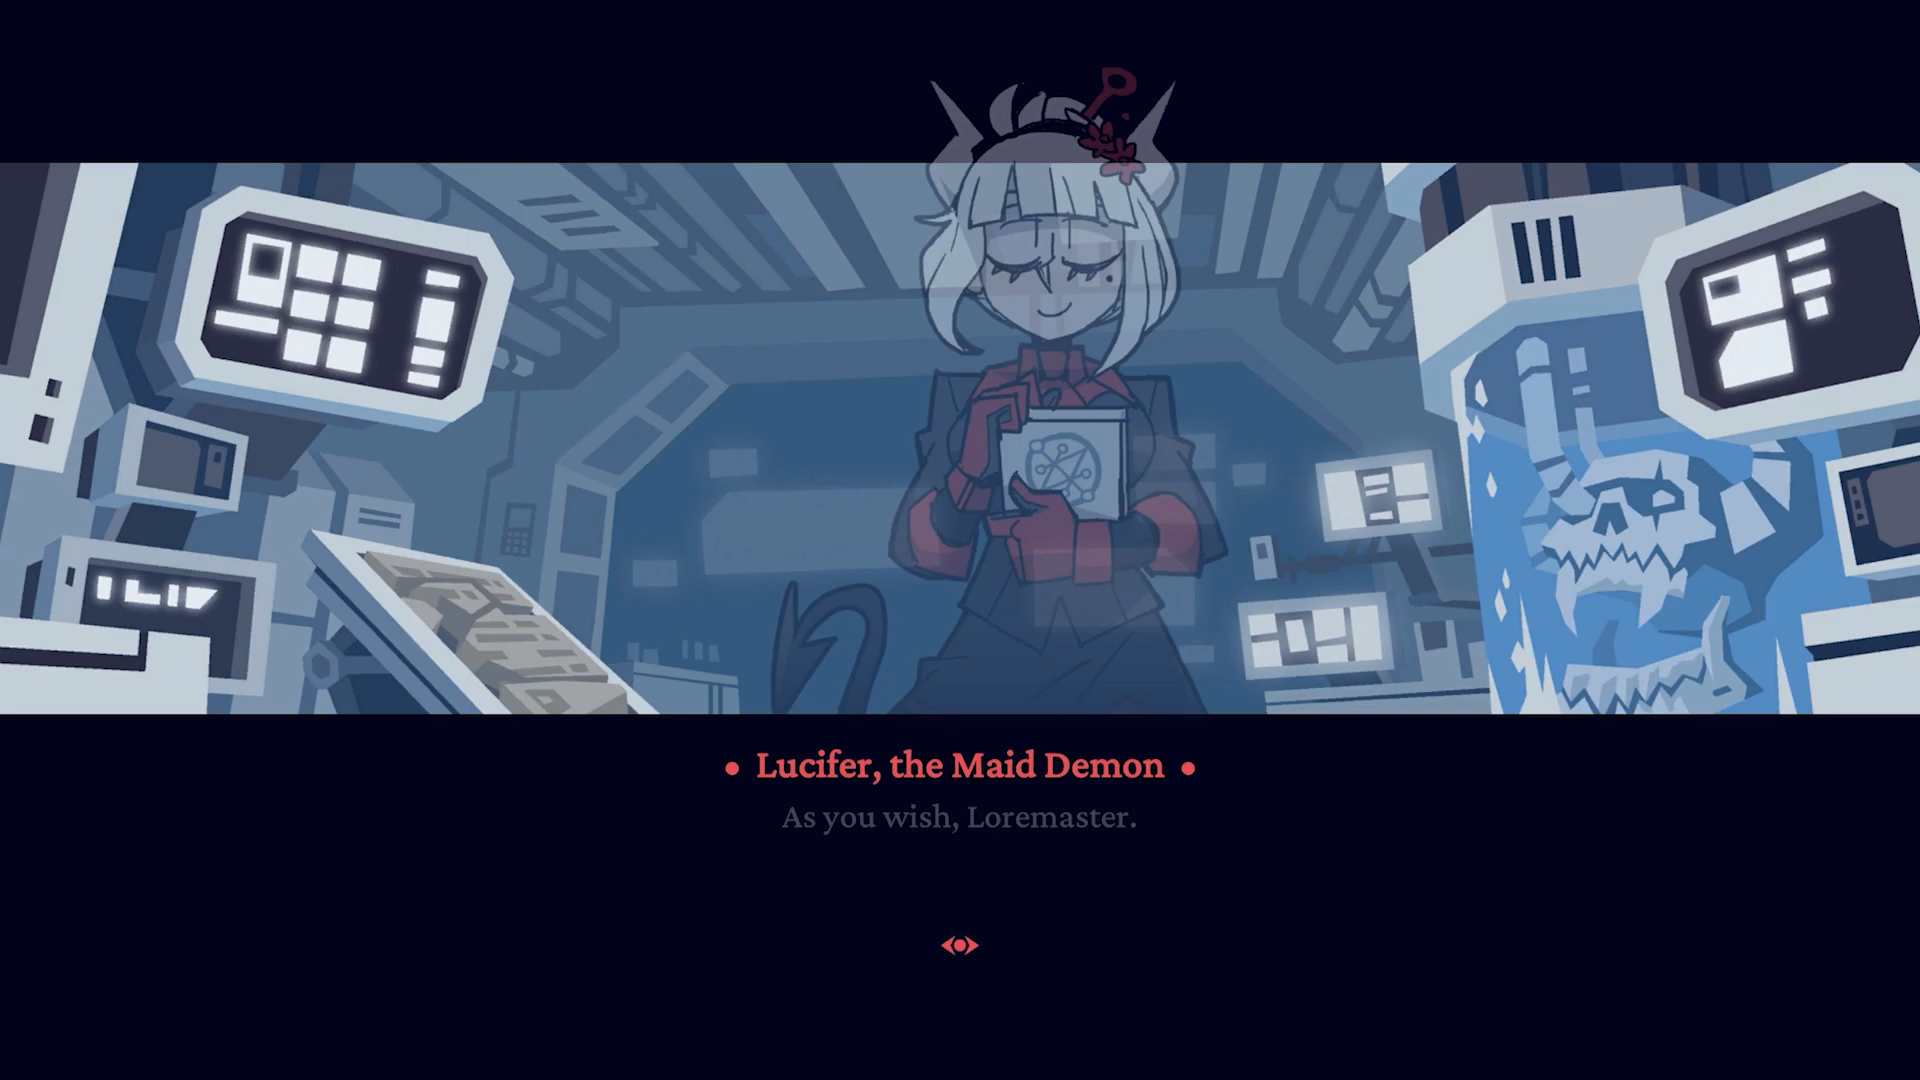 • Lucifer, the Maid Demon •
As you wish, Loremaster.